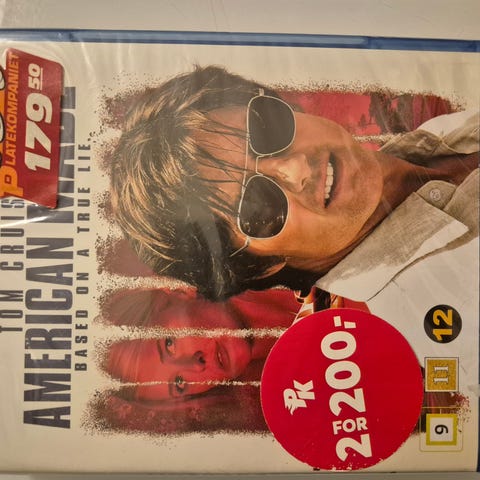 PLATEKOMPANIET
179 50
TOM CRUISE
AMERICAN MADE
BASED ON A TRUE LIE.
PK
2 FOR
200,-
12
11
9